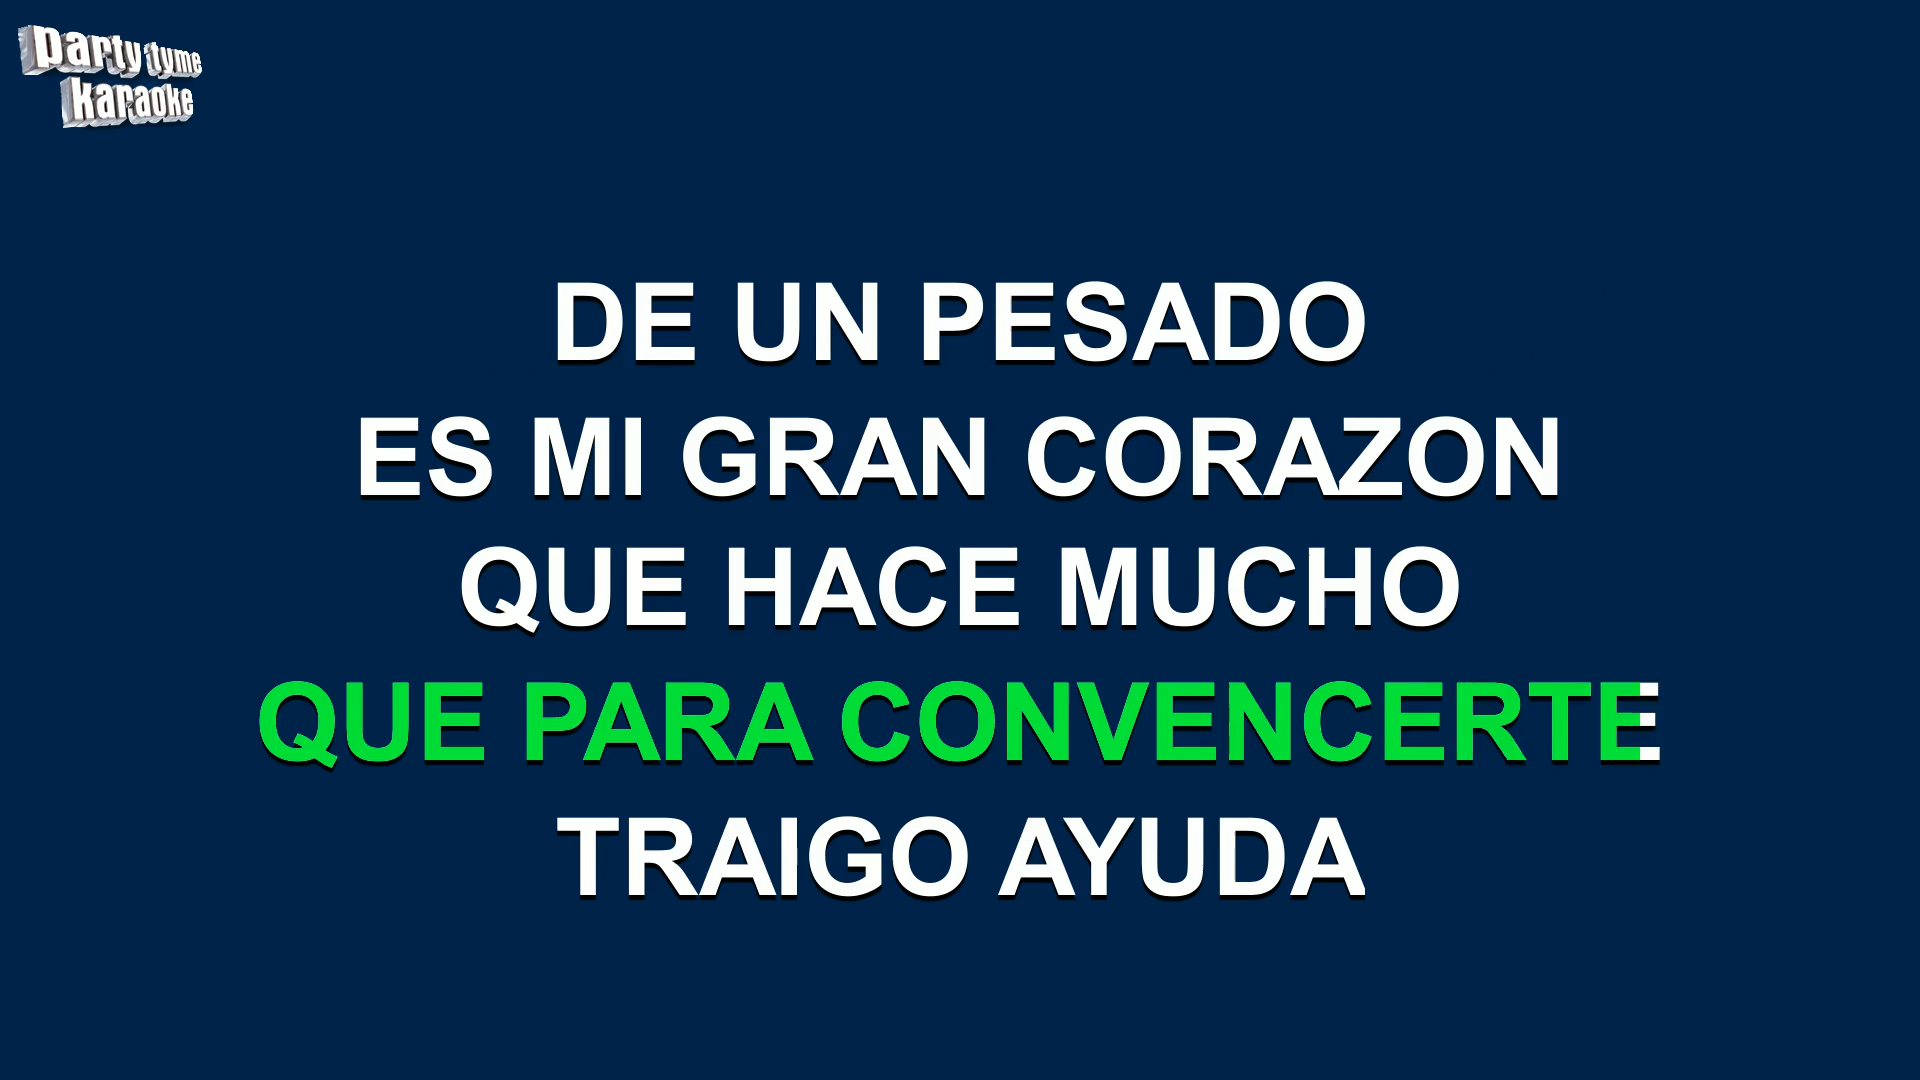 party tyme
karaoke
DE UN PESADO
ES MI GRAN CORAZON
QUE HACE MUCHO
QUE PARA CONVENCERTE
TRAIGO AYUDA